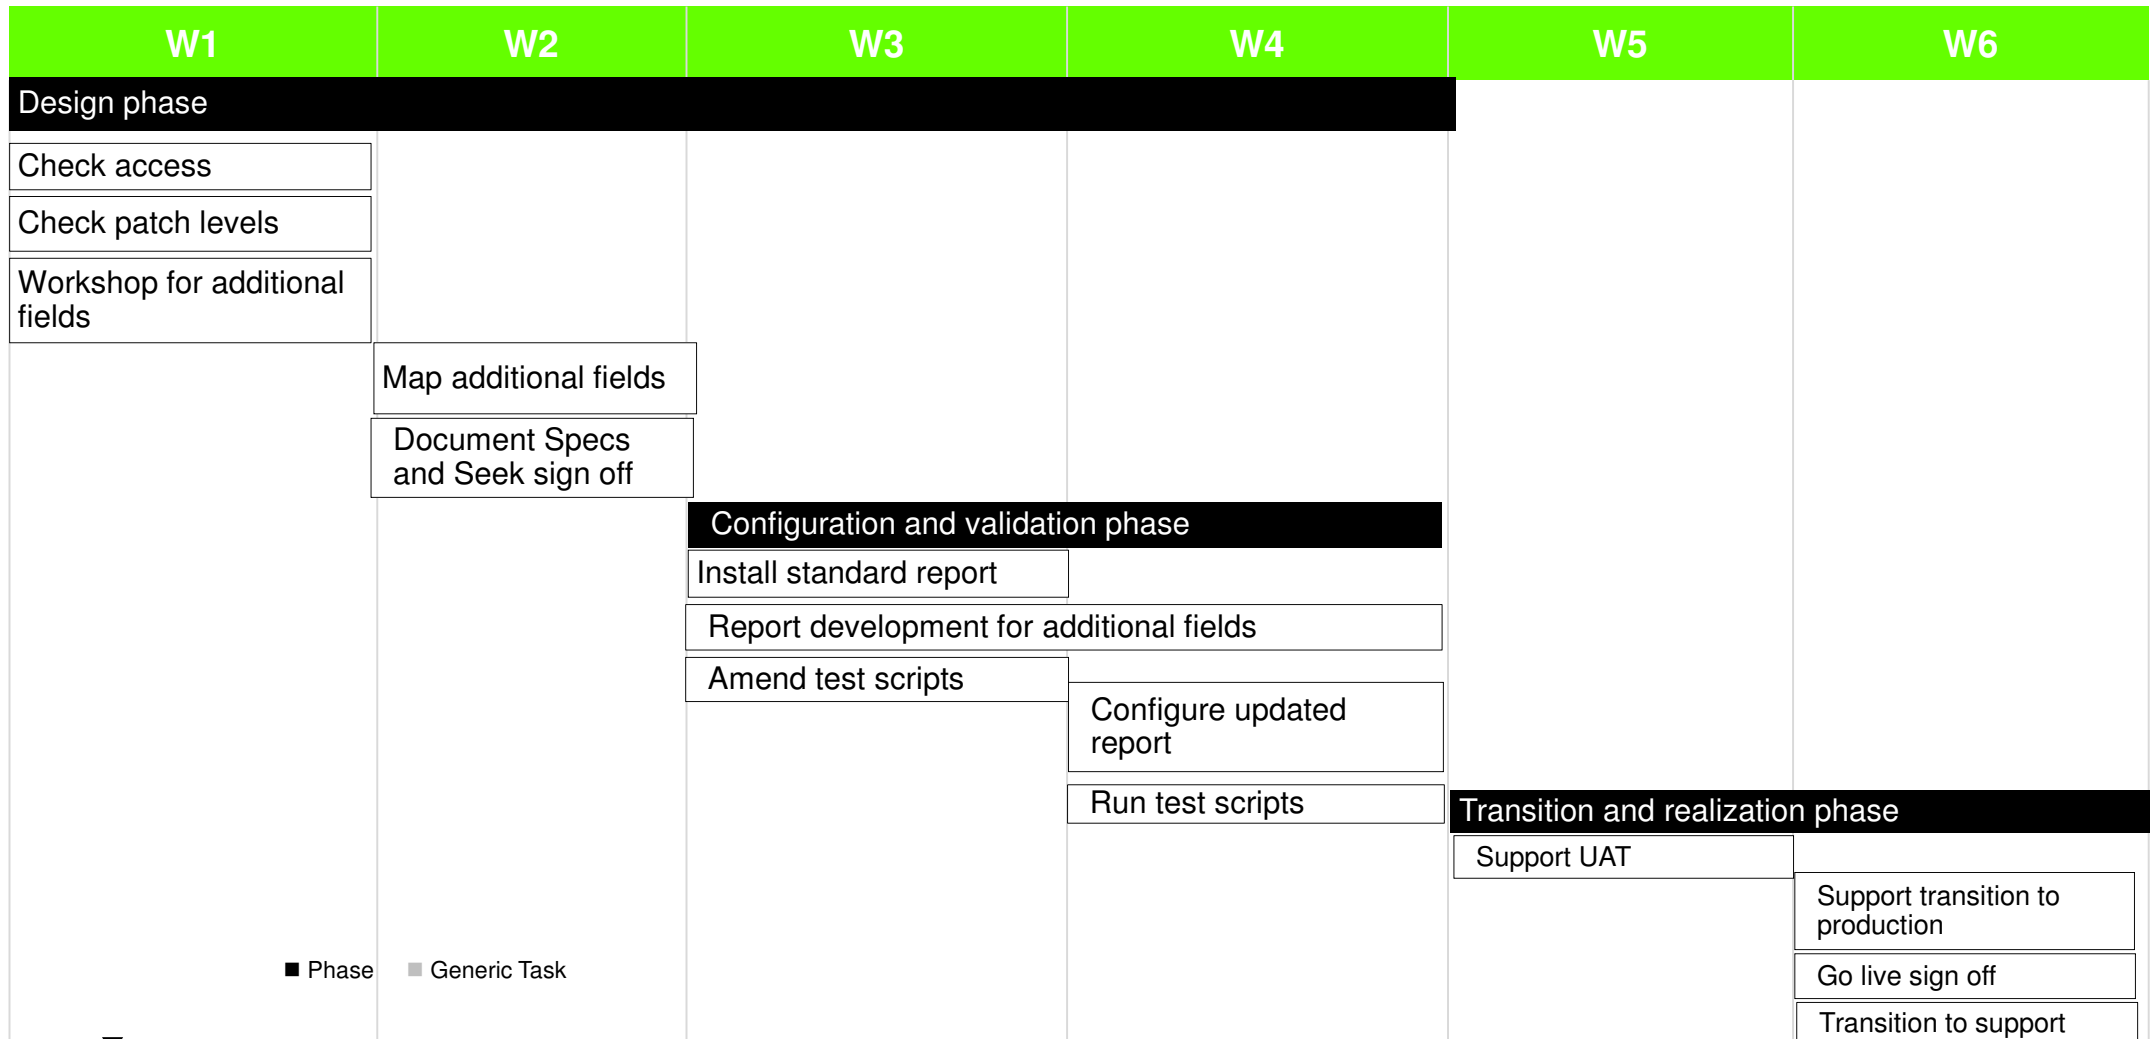 W1 W2 W3 W4 W5 W6
Design phase
Check access
Check patch levels
Workshop for additional
fields
Map additional fields
Document Specs
and Seek sign off
Configuration and validation phase
Install standard report
Report development for additional fields
Amend test scripts
Configure updated
report
Run test scripts
Transition and realization phase
Support UAT
Support transition to
production
Go live sign off
Transition to support
Phase
Generic Task